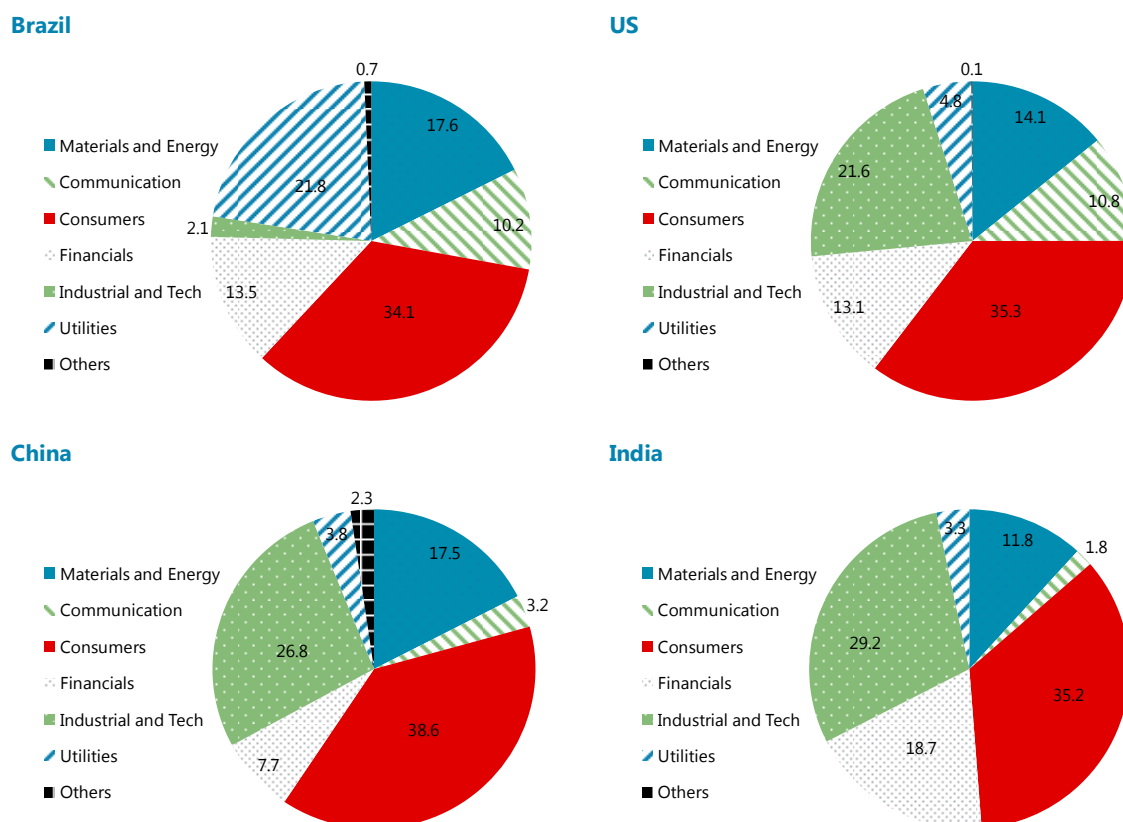 Brazil
0.7
17.6
10.2
34.1
13.5
2.1
21.8
Materials and Energy
Communication
Consumers
Financials
Industrial and Tech
Utilities
Others
US
0.1
14.1
10.8
35.3
13.1
21.6
4.8
Materials and Energy
Communication
Consumers
Financials
Industrial and Tech
Utilities
Others
China
2.3
17.5
3.2
38.6
7.7
26.8
3.8
Materials and Energy
Communication
Consumers
Financials
Industrial and Tech
Utilities
Others
India
11.8
1.8
35.2
18.7
29.2
3.3
Materials and Energy
Communication
Consumers
Financials
Industrial and Tech
Utilities
Others